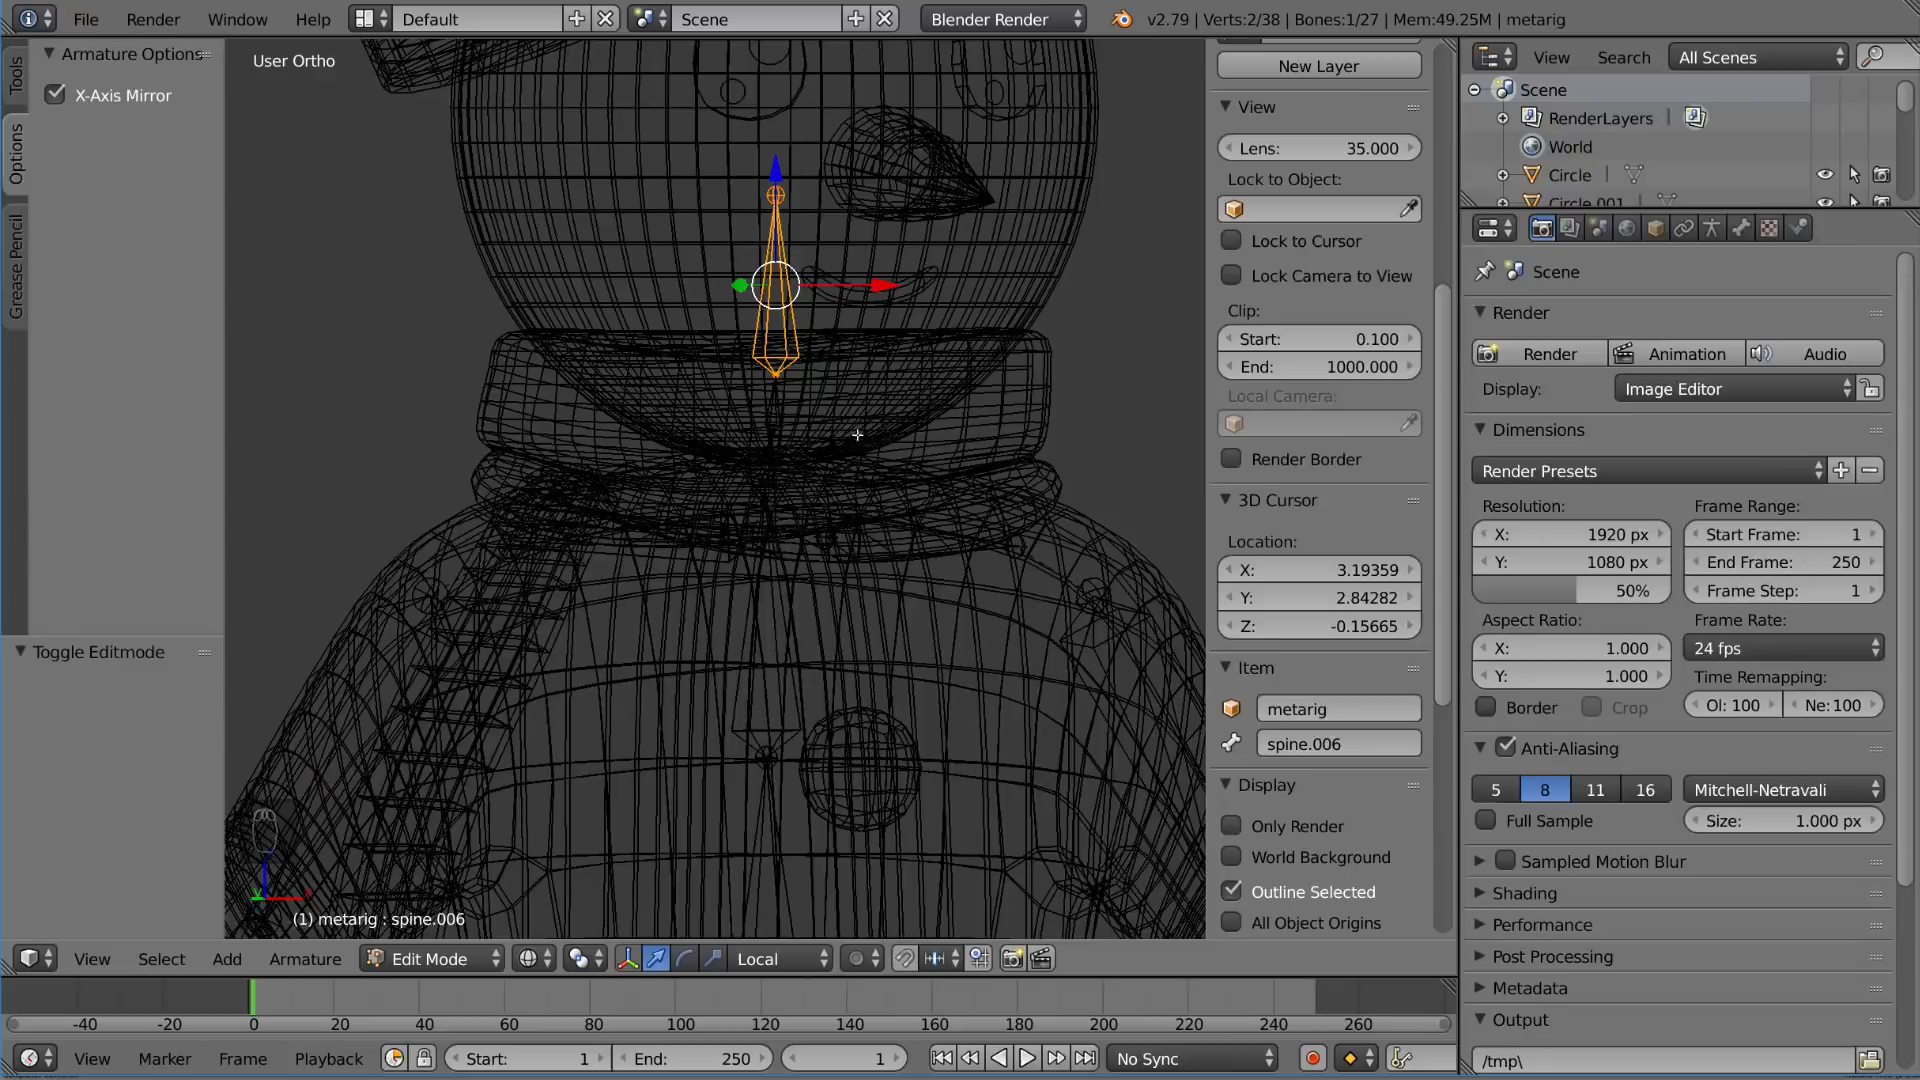 File Render Window Help Default Scene Blender Render v2.79 | Verts:2/38 | Bones:1/27 | Mem:49.25M | metarig
Tools
Options
Grease Pencil
Armature Options
X-Axis Mirror
Toggle Editmode
User Ortho
(1) metarig : spine.006
New Layer
View
Lens: 35.000
Lock to Object:
Lock to Cursor
Lock Camera to View
Clip:
Start: 0.100
End: 1000.000
Local Camera:
Render Border
3D Cursor
Location:
X: 3.19359
Y: 2.84282
Z: -0.15665
Item
metarig
spine.006
Display
Only Render
World Background
Outline Selected
All Object Origins
View Search All Scenes
Scene
RenderLayers
World
Circle
Circle.001
Scene
Render
Render Animation Audio
Display: Image Editor
Dimensions
Render Presets
Resolution: Frame Range:
X: 1920 px Start Frame: 1
Y: 1080 px End Frame: 250
50% Frame Step: 1
Aspect Ratio: Frame Rate:
X: 1.000 24 fps
Y: 1.000 Time Remapping:
Border Crop Ol: 100 Ne: 100
Anti-Aliasing
5 8 11 16 Mitchell-Netravali
Full Sample Size: 1.000 px
Sampled Motion Blur
Shading
Performance
Post Processing
Metadata
Output
/tmp\
View Select Add Armature Edit Mode Local
-40 -20 0 20 40 60 80 100 120 140 160 180 200 220 240 260
View Marker Frame Playback Start: 1 End: 250 1 No Sync